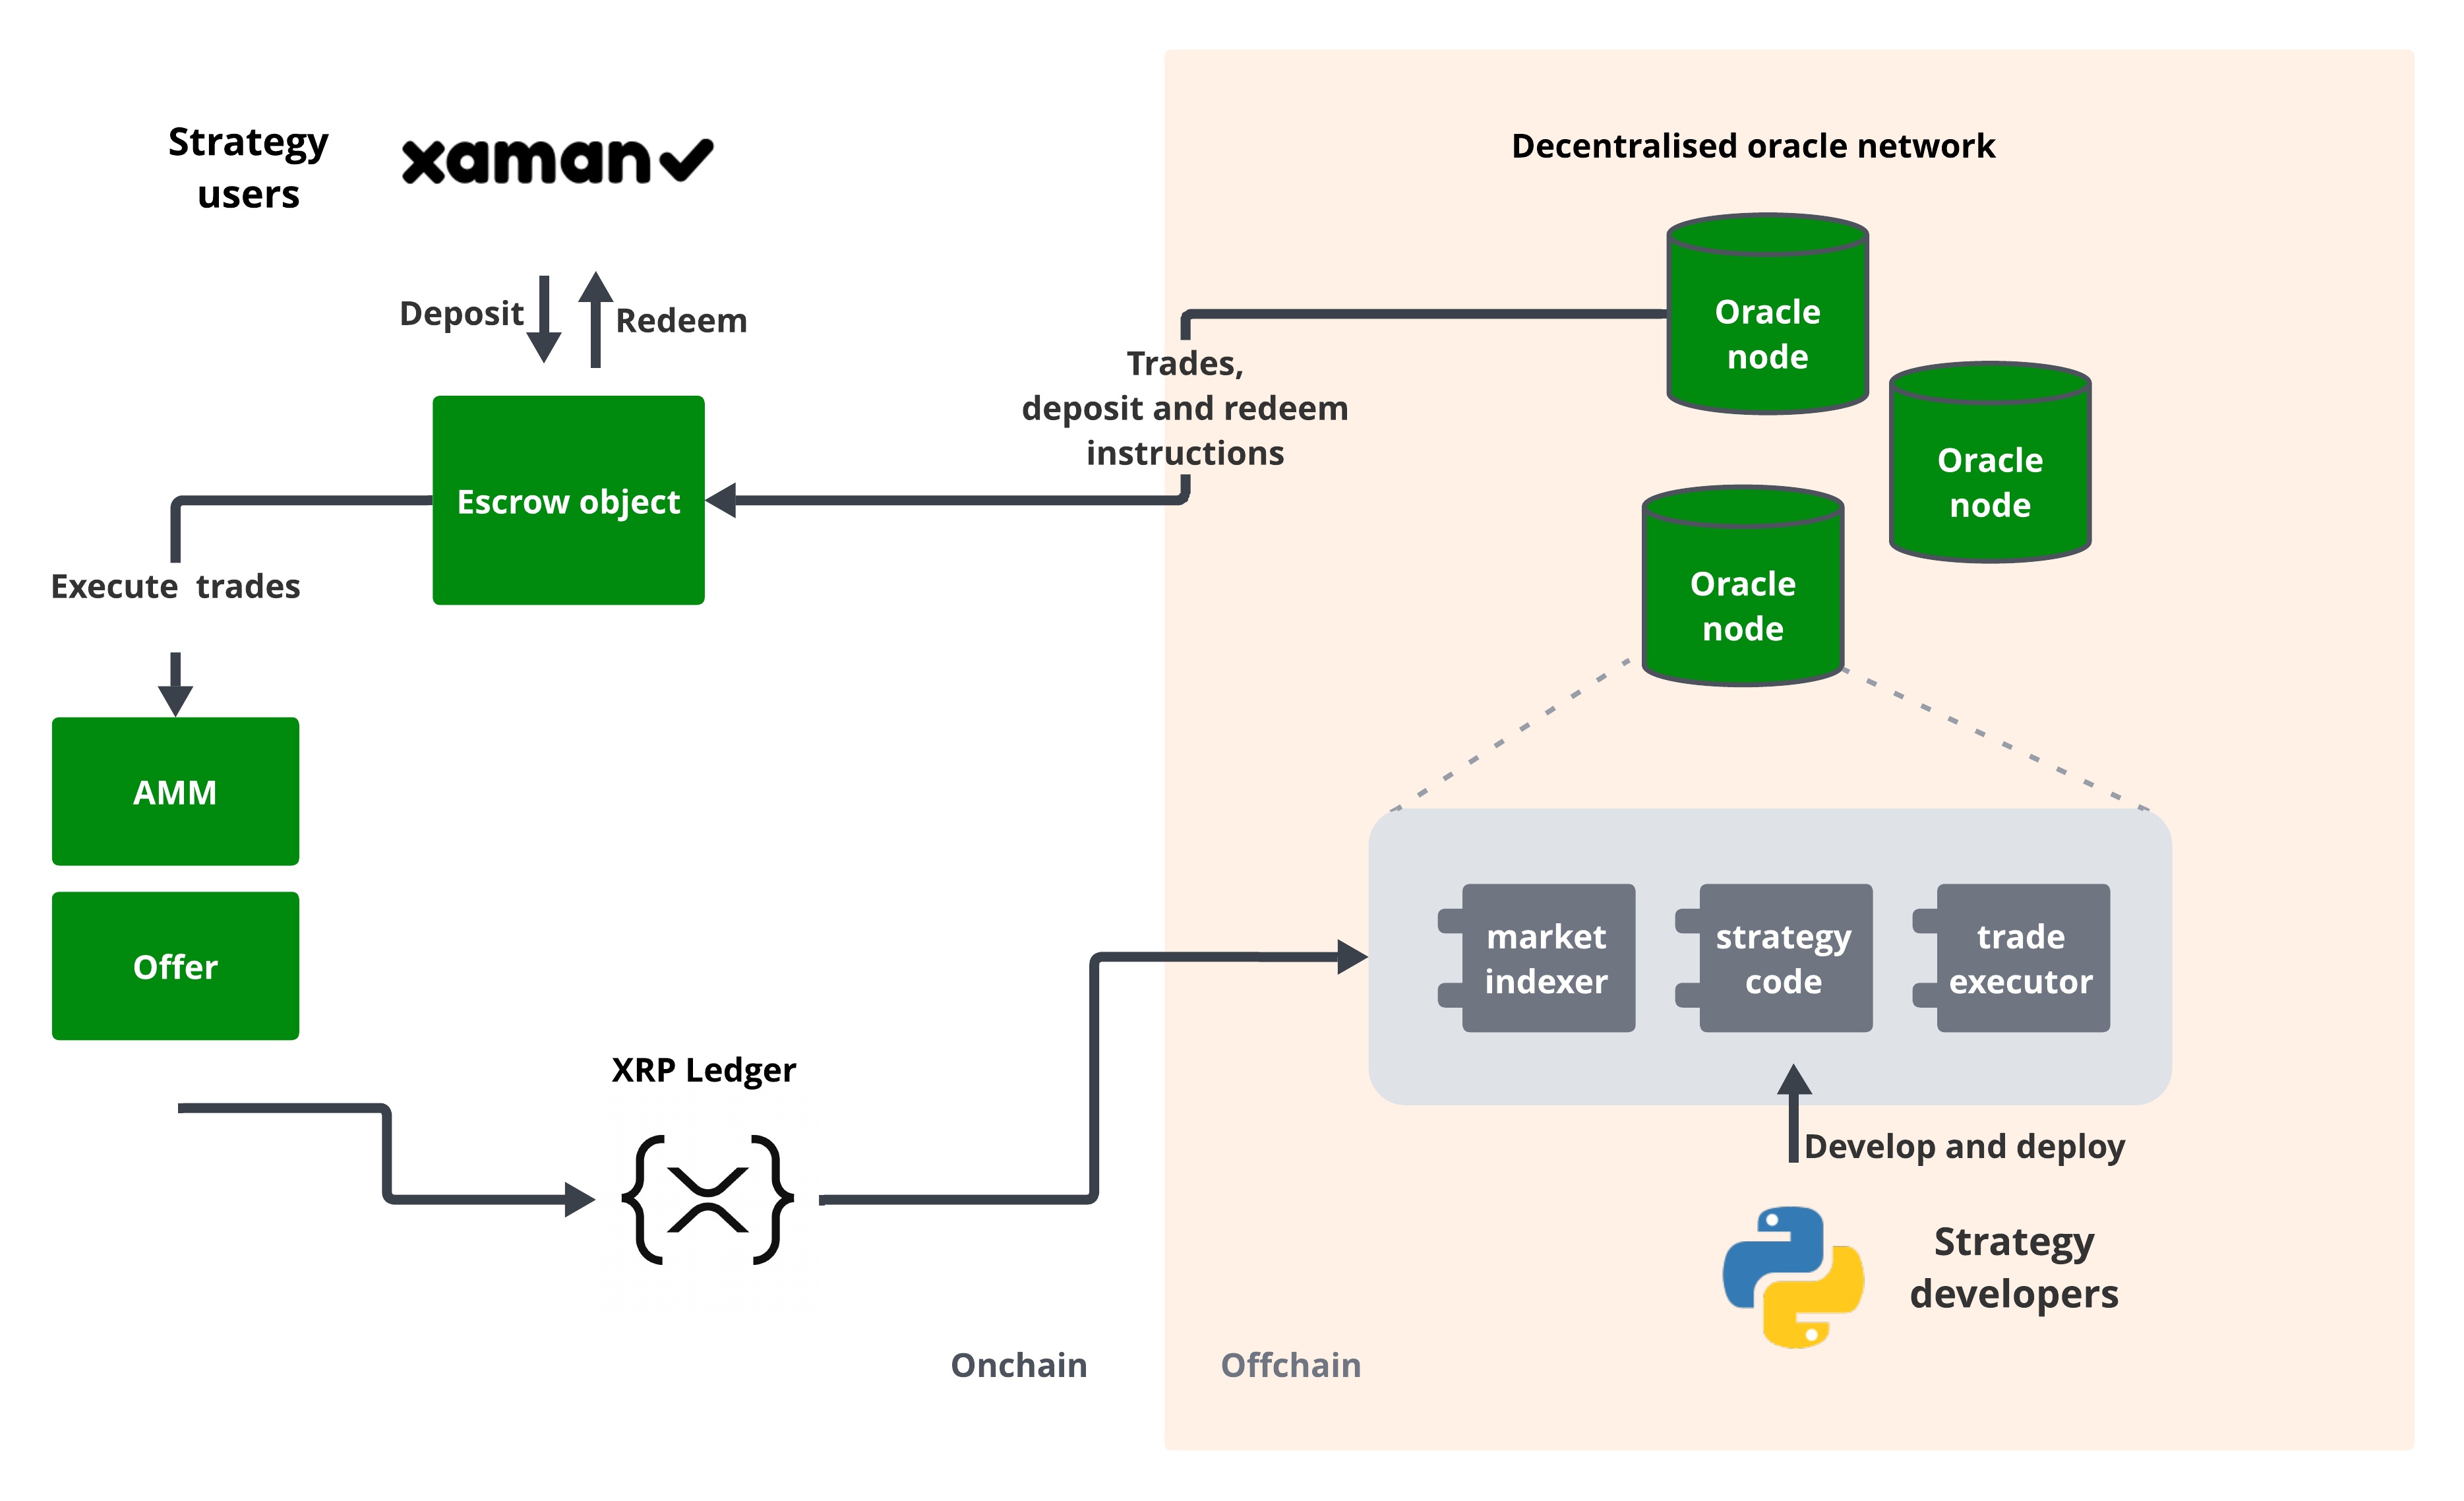 Strategy
users
xaman
Deposit
Redeem
Escrow object
Execute  trades
AMM
Offer
XRP Ledger
Onchain
Trades,
deposit and redeem
instructions
Decentralised oracle network
Oracle
node
Oracle
node
Oracle
node
market
indexer
strategy
code
trade
executor
Develop and deploy
Strategy
developers
Offchain